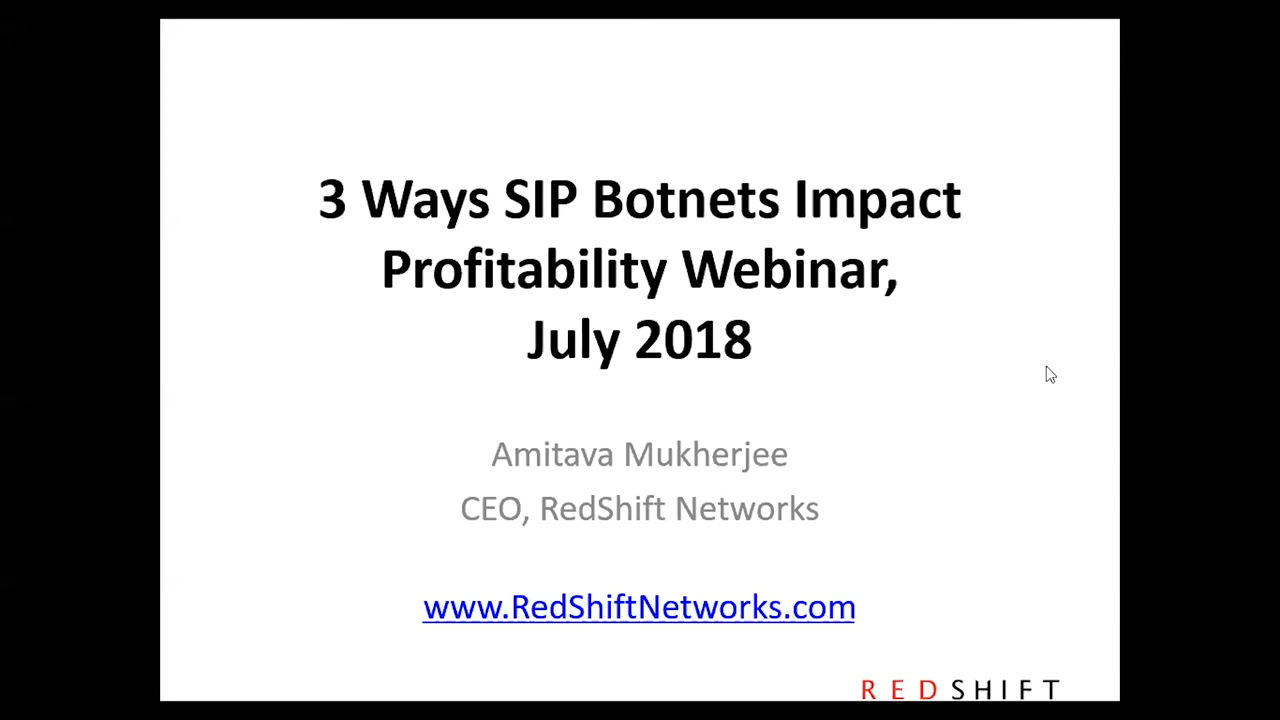 3 Ways SIP Botnets Impact
Profitability Webinar,
July 2018
Amitava Mukherjee
CEO, RedShift Networks
www.RedShiftNetworks.com
REDSHIFT